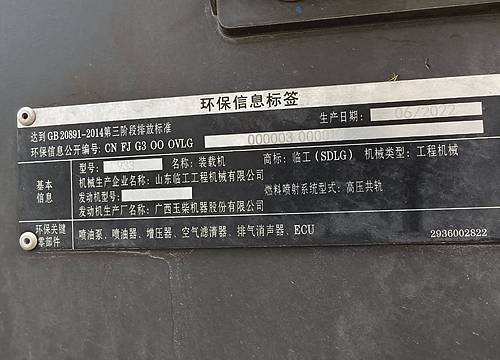 环保信息标签
达到GB 20891-2014第三阶段排放标准 生产日期: 06/2022
环保信息公开编号: CN FJ G3 00 0VLG 000003 00000
基本信息
型号: 名称: 装载机 商标: 临工(SDLG) 机械类型: 工程机械
机械生产企业名称: 山东临工工程机械有限公司
发动机型号: 燃料喷射系统型式: 高压共轨
发动机生产厂名称: 广西玉柴机器股份有限公司
环保关键零部件 喷油泵、喷油器、增压器、空气滤清器、排气消声器、ECU 2936002822